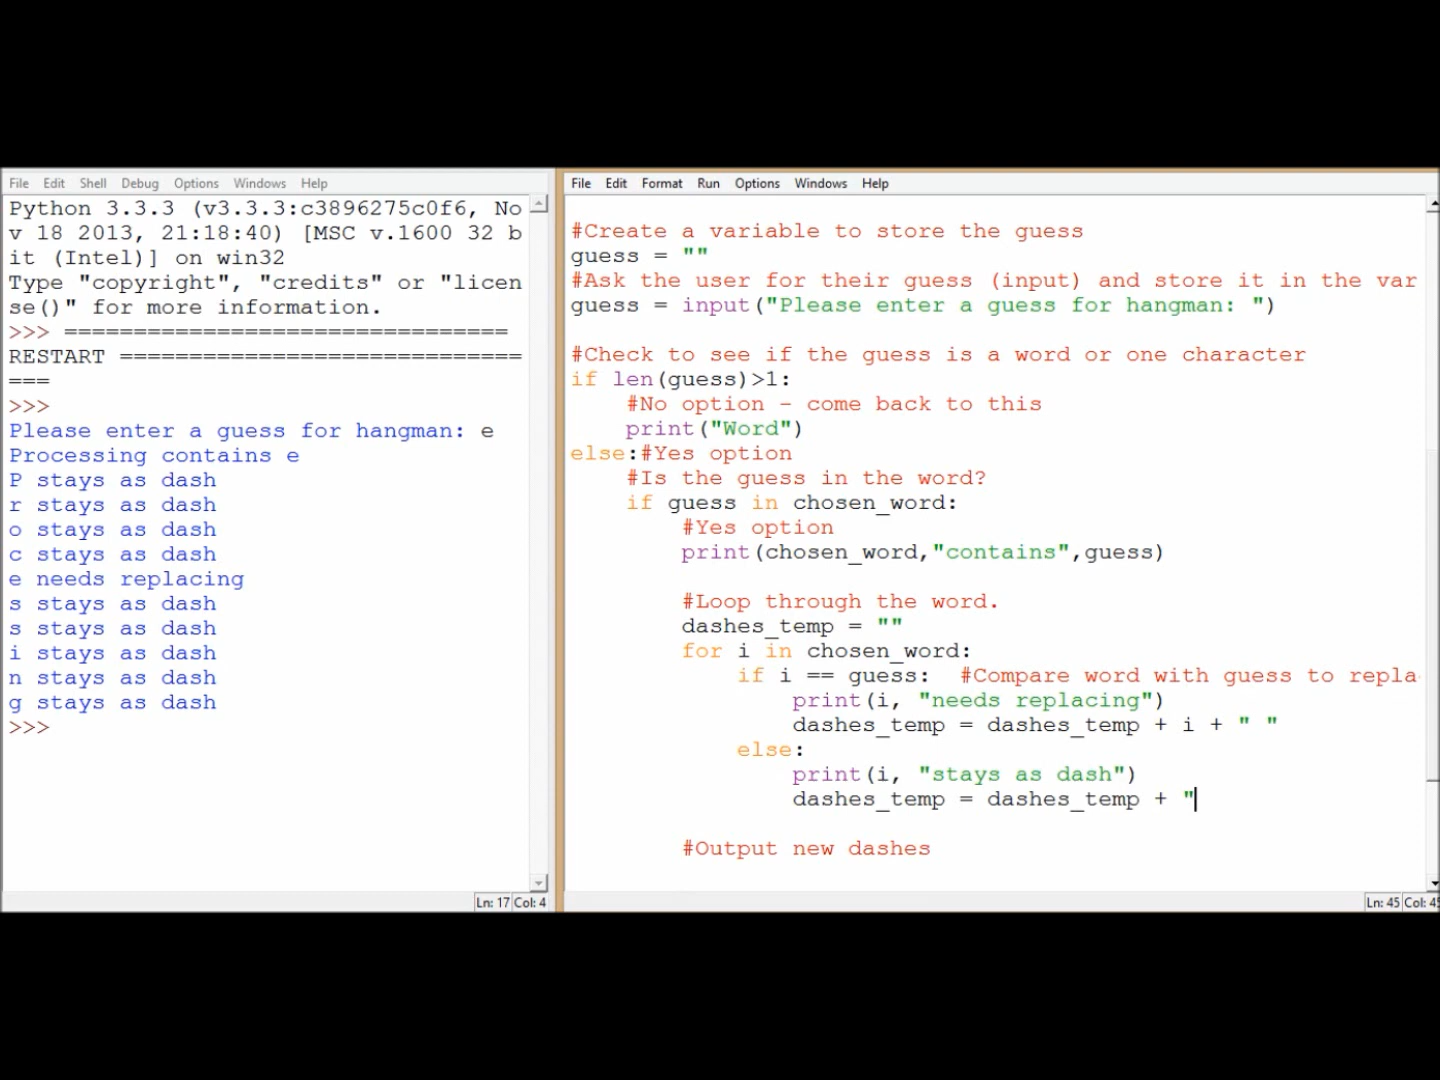 File Edit Shell Debug Options Windows Help
Python 3.3.3 (v3.3.3:c3896275c0f6, No
v 18 2013, 21:18:40) [MSC v.1600 32 b
it (Intel)] on win32
Type "copyright", "credits" or "licen
se()" for more information.
>>> ================================
RESTART =============================
===
>>>
Please enter a guess for hangman: e
Processing contains e
P stays as dash
r stays as dash
o stays as dash
c stays as dash
e needs replacing
s stays as dash
s stays as dash
i stays as dash
n stays as dash
g stays as dash
>>>
Ln: 17 Col: 4
File Edit Format Run Options Windows Help
#Create a variable to store the guess
guess = ""
#Ask the user for their guess (input) and store it in the var
guess = input("Please enter a guess for hangman: ")
#Check to see if the guess is a word or one character
if len(guess)>1:
    #No option - come back to this
    print("Word")
else:#Yes option
    #Is the guess in the word?
    if guess in chosen_word:
        #Yes option
        print(chosen_word,"contains",guess)
        #Loop through the word.
        dashes_temp = ""
        for i in chosen_word:
            if i == guess:  #Compare word with guess to repla
                print(i, "needs replacing")
                dashes_temp = dashes_temp + i + " "
            else:
                print(i, "stays as dash")
                dashes_temp = dashes_temp + "
        #Output new dashes
Ln: 45 Col: 45